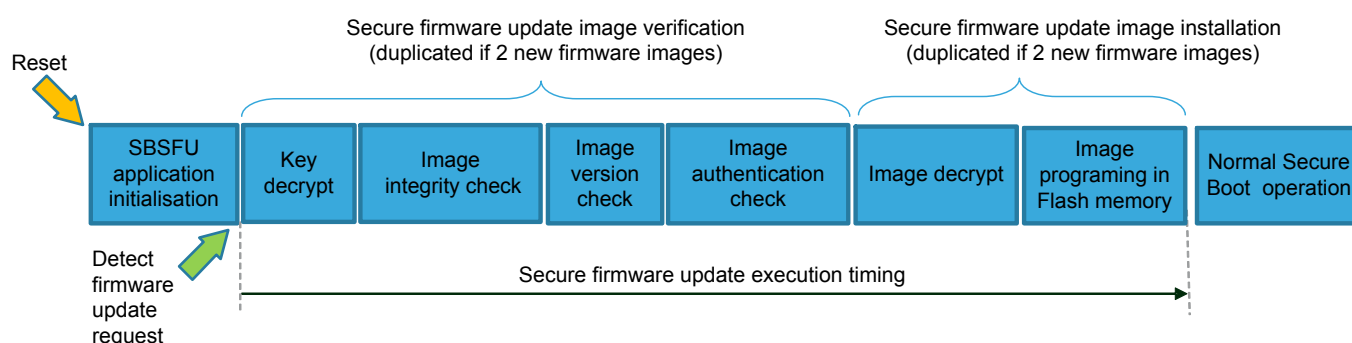 Secure firmware update image verification
(duplicated if 2 new firmware images)
Secure firmware update image installation
(duplicated if 2 new firmware images)
Reset
SBSFU
application
initialisation
Key
decrypt
Image
integrity check
Image
version
check
Image
authentication
check
Image decrypt
Image
programing in
Flash memory
Normal Secure
Boot operation
Detect
firmware
update
request
Secure firmware update execution timing